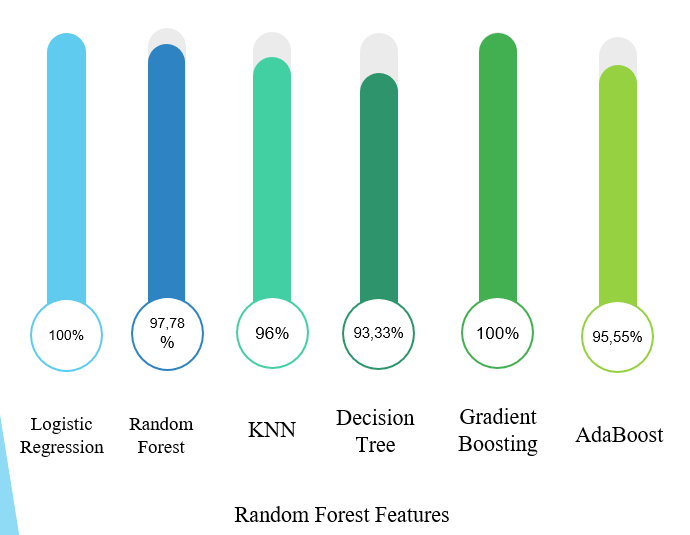 100%
97,78
%
96%
93,33%
100%
95,55%
Logistic
Regression
Random
Forest
KNN
Decision
Tree
Gradient
Boosting
AdaBoost
Random Forest Features